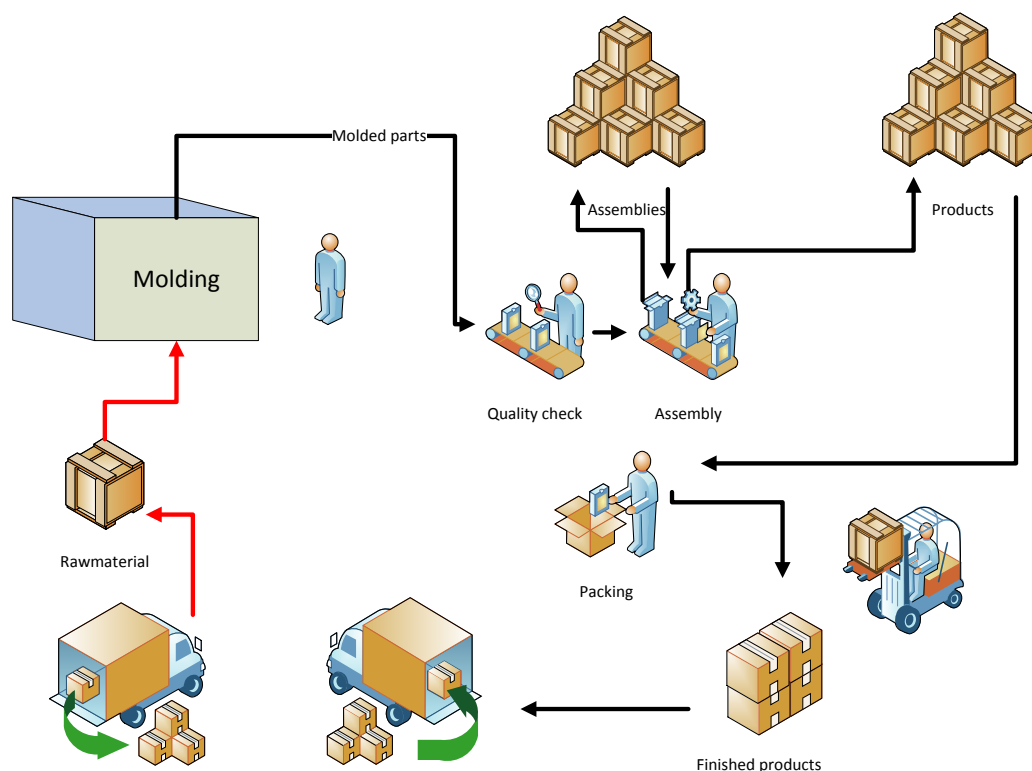 Molded parts
Assemblies
Products
Molding
Quality check
Assembly
Rawmaterial
Packing
Finished products